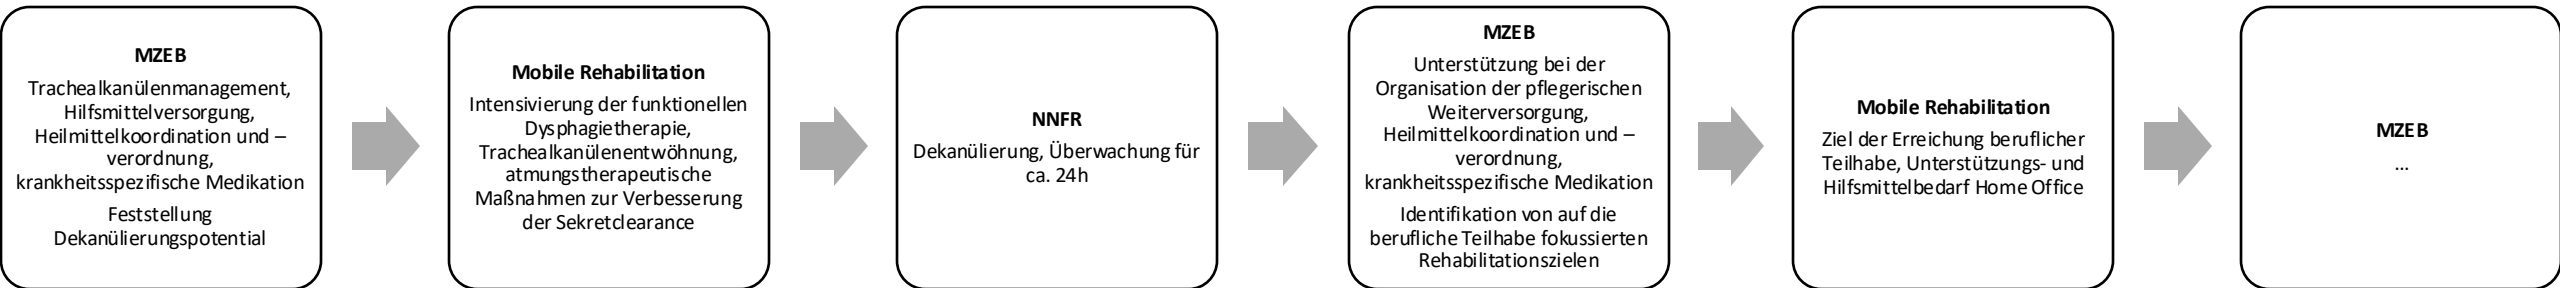 MZEB
Trachealkanülenmanagement,
Hilfsmittelversorgung,
Heilmittelkoordination und –
verordnung,
krankheitsspezifische Medikation
Feststellung
Dekanülierungspotential
Mobile Rehabilitation
Intensivierung der funktionellen
Dysphagietherapie,
Trachealkanülenentwöhnung,
atmungstherapeutische
Maßnahmen zur Verbesserung
der Sekretclearance
NNFR
Dekanülierung, Überwachung für
ca. 24h
MZEB
Unterstützung bei der
Organisation der pflegerischen
Weiterversorgung,
Heilmittelkoordination und –
verordnung,
krankheitsspezifische Medikation
Identifikation von auf die
berufliche Teilhabe fokussierten
Rehabilitationszielen
Mobile Rehabilitation
Ziel der Erreichung beruflicher
Teilhabe, Unterstützungs- und
Hilfsmittelbedarf Home Office
MZEB
...